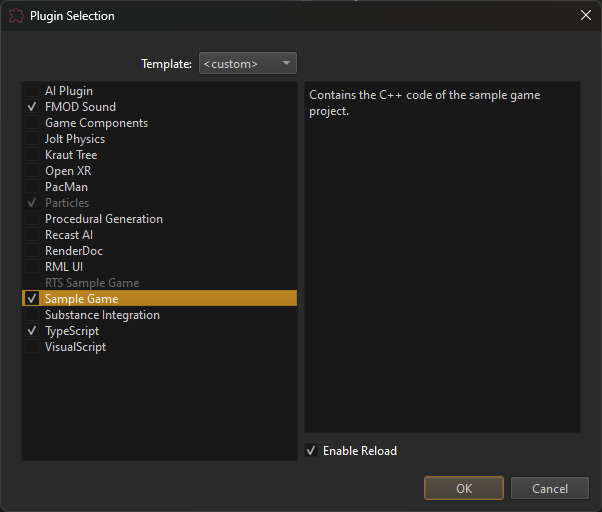 Plugin Selection
Template: <custom>
AI Plugin
FMOD Sound
Game Components
Jolt Physics
Kraut Tree
Open XR
PacMan
Particles
Procedural Generation
Recast AI
RenderDoc
RML UI
RTS Sample Game
Sample Game
Substance Integration
TypeScript
VisualScript
Contains the C++ code of the sample game
project.
Enable Reload
OK Cancel